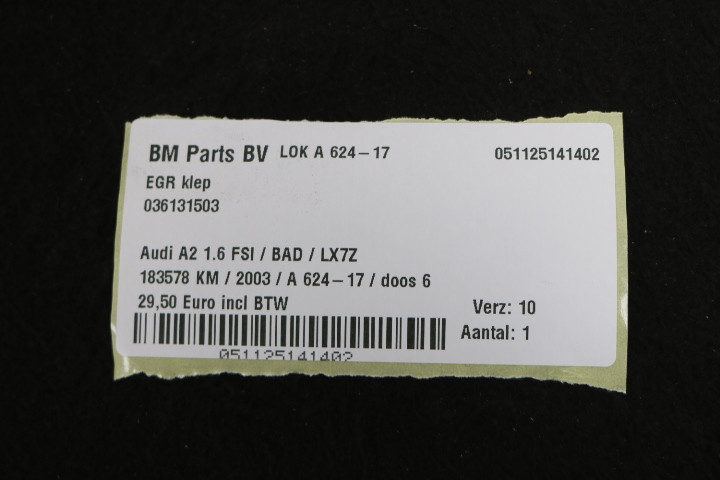 BM Parts BV LOK A 624-17 051125141402
EGR klep
036131503
Audi A2 1.6 FSI / BAD / LX7Z
183578 KM / 2003 / A 624-17 / doos 6
29,50 Euro incl BTW
Verz: 10
Aantal: 1
051125141402